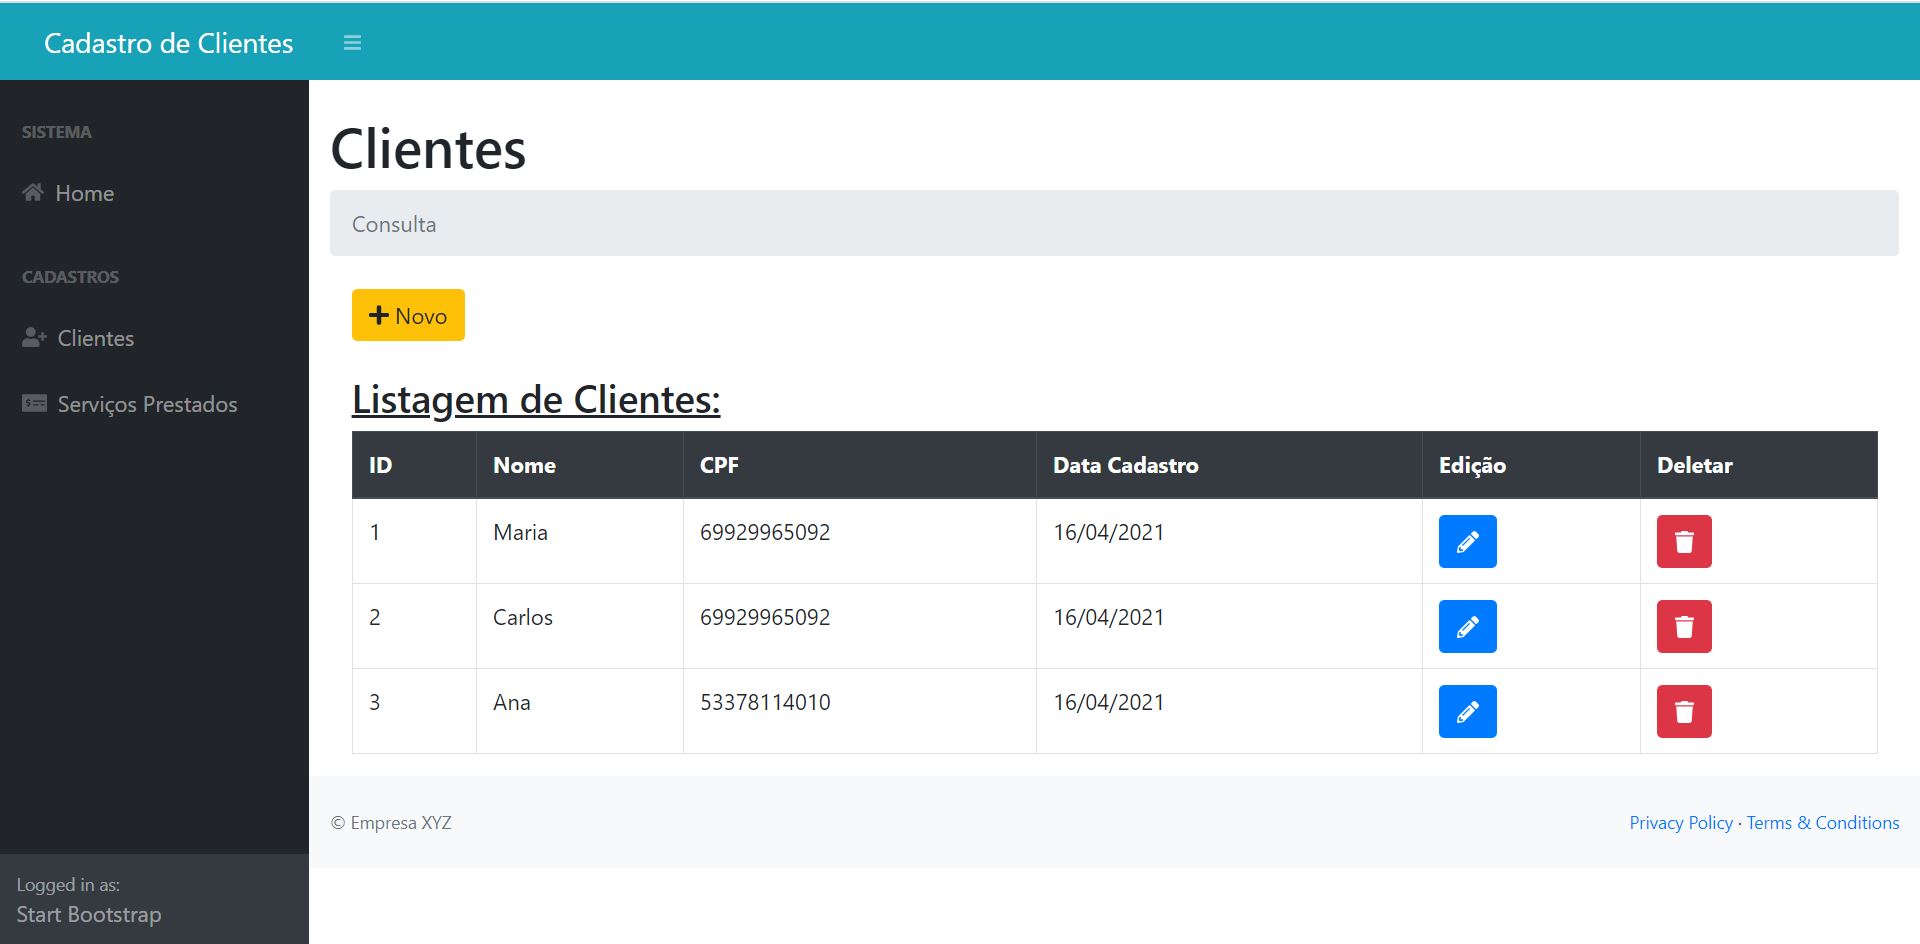 Cadastro de Clientes
SISTEMA
Home
CADASTROS
Clientes
Serviços Prestados
Logged in as:
Start Bootstrap
Clientes
Consulta
Novo
Listagem de Clientes:
ID Nome CPF Data Cadastro Edição Deletar
1 Maria 69929965092 16/04/2021
2 Carlos 69929965092 16/04/2021
3 Ana 53378114010 16/04/2021
© Empresa XYZ
Privacy Policy · Terms & Conditions